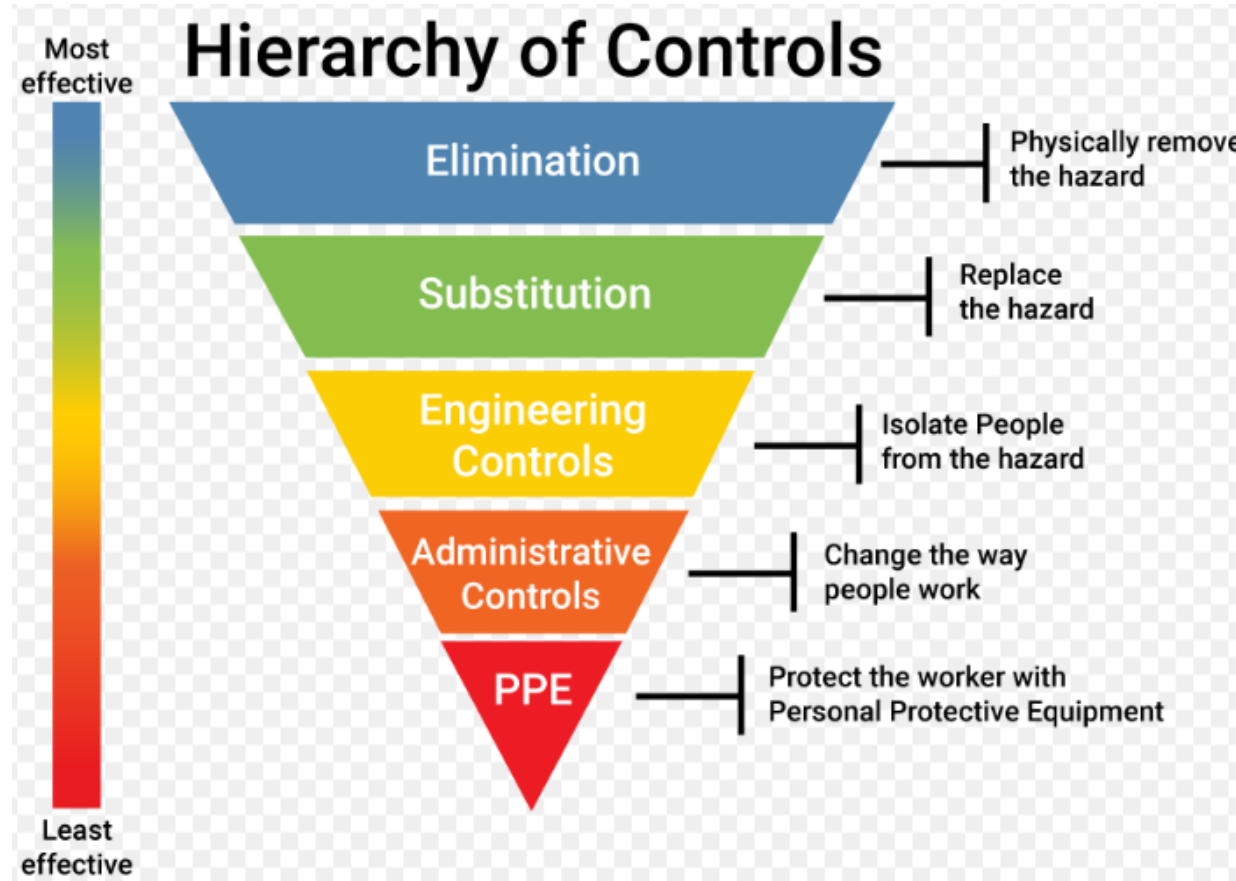 Hierarchy of Controls
Most
effective
Elimination
Physically remove
the hazard
Substitution
Replace
the hazard
Engineering
Controls
Isolate People
from the hazard
Administrative
Controls
Change the way
people work
PPE
Protect the worker with
Personal Protective Equipment
Least
effective